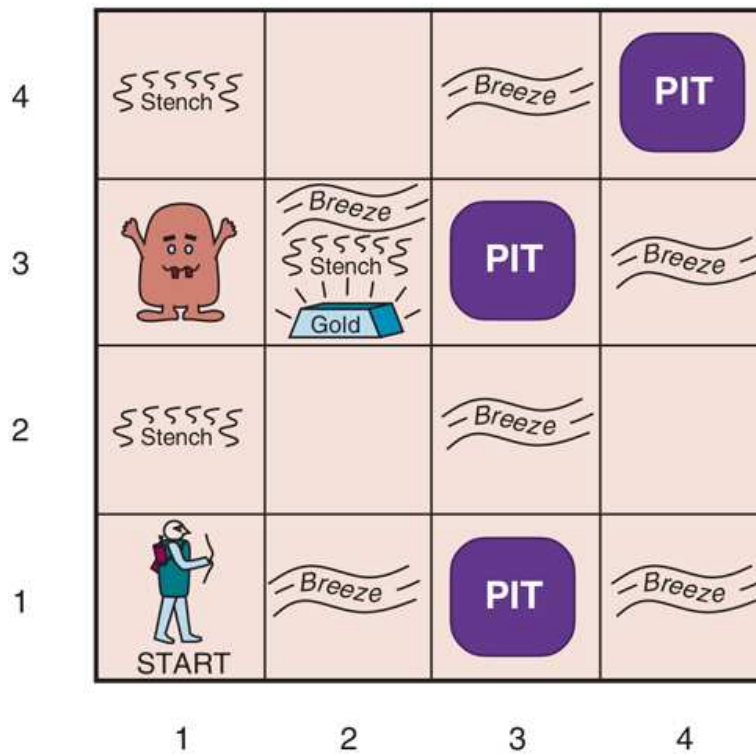 4
Stench
Breeze
PIT
3
Breeze
Stench
Gold
PIT
Breeze
2
Stench
Breeze
1
START
Breeze
PIT
Breeze
1 2 3 4